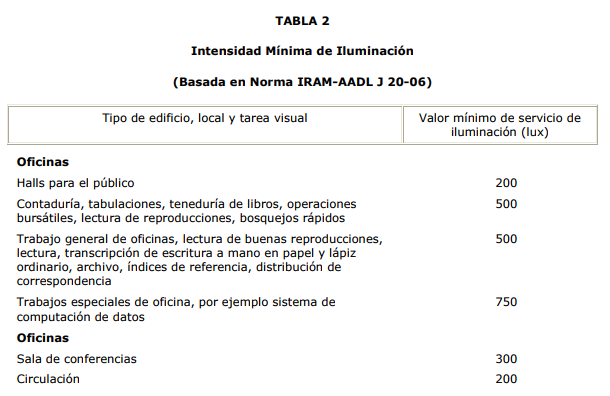 TABLA 2
Intensidad Mínima de Iluminación
(Basada en Norma IRAM-AADL J 20-06)
Tipo de edificio, local y tarea visual
Valor mínimo de servicio de
iluminación (lux)
Oficinas
Halls para el público 200
Contaduría, tabulaciones, teneduría de libros, operaciones 500
bursátiles, lectura de reproducciones, bosquejos rápidos
Trabajo general de oficinas, lectura de buenas reproducciones, 500
lectura, transcripción de escritura a mano en papel y lápiz
ordinario, archivo, índices de referencia, distribución de
correspondencia
Trabajos especiales de oficina, por ejemplo sistema de 750
computación de datos
Oficinas
Sala de conferencias 300
Circulación 200